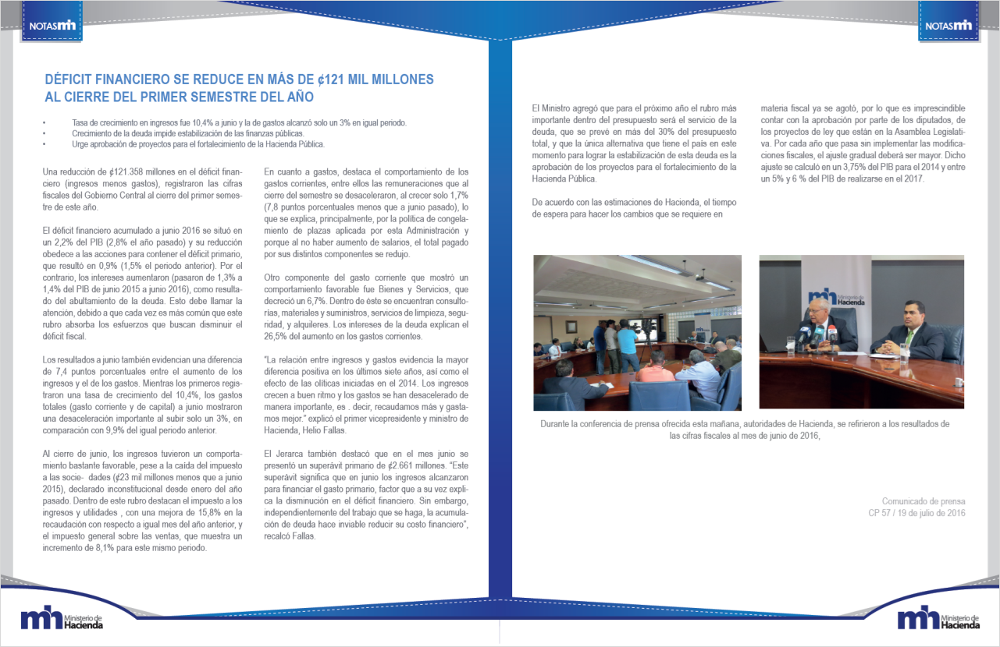 NOTASmh
NOTASmh
DÉFICIT FINANCIERO SE REDUCE EN MÁS DE ¢121 MIL MILLONES
AL CIERRE DEL PRIMER SEMESTRE DEL AÑO
• Tasa de crecimiento en ingresos fue 10,4% a junio y la de gastos alcanzó solo un 3% en igual periodo.
• Crecimiento de la deuda impide estabilización de las finanzas públicas.
• Urge aprobación de proyectos para el fortalecimiento de la Hacienda Pública.
Una reducción de ¢121.358 millones en el déficit finan-
ciero (ingresos menos gastos), registraron las cifras
fiscales del Gobierno Central al cierre del primer semes-
tre de este año.
El déficit financiero acumulado a junio 2016 se situó en
un 2,2% del PIB (2,8% el año pasado) y su reducción
obedece a las acciones para contener el déficit primario,
que resultó en 0,9% (1,5% el periodo anterior). Por el
contrario, los intereses aumentaron (pasaron de 1,3% a
1,4% del PIB de junio 2015 a junio 2016), como resulta-
do del abultamiento de la deuda. Esto debe llamar la
atención, debido a que cada vez es más común que este
rubro absorba los esfuerzos que buscan disminuir el
déficit fiscal.
Los resultados a junio también evidencian una diferencia
de 7,4 puntos porcentuales entre el aumento de los
ingresos y el de los gastos. Mientras los primeros regis-
traron una tasa de crecimiento del 10,4%, los gastos
totales (gasto corriente y de capital) a junio mostraron
una desaceleración importante al subir solo un 3%, en
comparación con 9,9% del igual periodo anterior.
Al cierre de junio, los ingresos tuvieron un comporta-
miento bastante favorable, pese a la caída del impuesto
a las socie- dades (¢23 mil millones menos que a junio
2015), declarado inconstitucional desde enero del año
pasado. Dentro de este rubro destacan el impuesto a los
ingresos y utilidades , con una mejora de 15,8% en la
recaudación con respecto a igual mes del año anterior, y
el impuesto general sobre las ventas, que muestra un
incremento de 8,1% para este mismo periodo.
En cuanto a gastos, destaca el comportamiento de los
gastos corrientes, entre ellos las remuneraciones que al
cierre del semestre se desaceleraron, al crecer solo 1,7%
(7,8 puntos porcentuales menos que a junio pasado), lo
que se explica, principalmente, por la política de congela-
miento de plazas aplicada por esta Administración y
porque al no haber aumento de salarios, el total pagado
por sus distintos componentes se redujo.
Otro componente del gasto corriente que mostró un
comportamiento favorable fue Bienes y Servicios, que
decreció un 6,7%. Dentro de éste se encuentran consulto-
rías, materiales y suministros, servicios de limpieza, segu-
ridad, y alquileres. Los intereses de la deuda explican el
26,5% del aumento en los gastos corrientes.
“La relación entre ingresos y gastos evidencia la mayor
diferencia positiva en los últimos siete años, así como el
efecto de las olíticas iniciadas en el 2014. Los ingresos
crecen a buen ritmo y los gastos se han desacelerado de
manera importante, es . decir, recaudamos más y gasta-
mos mejor.” explicó el primer vicepresidente y ministro de
Hacienda, Helio Fallas.
El Jerarca también destacó que en el mes junio se
presentó un superávit primario de ¢2.661 millones. “Este
superávit significa que en junio los ingresos alcanzaron
para financiar el gasto primario, factor que a su vez expli-
ca la disminución en el déficit financiero. Sin embargo,
independientemente del trabajo que se haga, la acumula-
ción de deuda hace inviable reducir su costo financiero”,
recalcó Fallas.
El Ministro agregó que para el próximo año el rubro más
importante dentro del presupuesto será el servicio de la
deuda, que se prevé en más del 30% del presupuesto
total, y que la única alternativa que tiene el país en este
momento para lograr la estabilización de esta deuda es la
aprobación de los proyectos para el fortalecimiento de la
Hacienda Pública.
De acuerdo con las estimaciones de Hacienda, el tiempo
de espera para hacer los cambios que se requiere en
materia fiscal ya se agotó, por lo que es imprescindible
contar con la aprobación por parte de los diputados, de
los proyectos de ley que están en la Asamblea Legislati-
va. Por cada año que pasa sin implementar las modifica-
ciones fiscales, el ajuste gradual deberá ser mayor. Dicho
ajuste se calculó en un 3,75% del PIB para el 2014 y entre
un 5% y 6 % del PIB de realizarse en el 2017.
mh
mh Ministerio de
Hacienda
Durante la conferencia de prensa ofrecida esta mañana, autoridades de Hacienda, se refirieron a los resultados de
las cifras fiscales al mes de junio de 2016,
Comunicado de prensa
CP 57 / 19 de julio de 2016
mh Ministerio de
Hacienda
mh Ministerio de
Hacienda